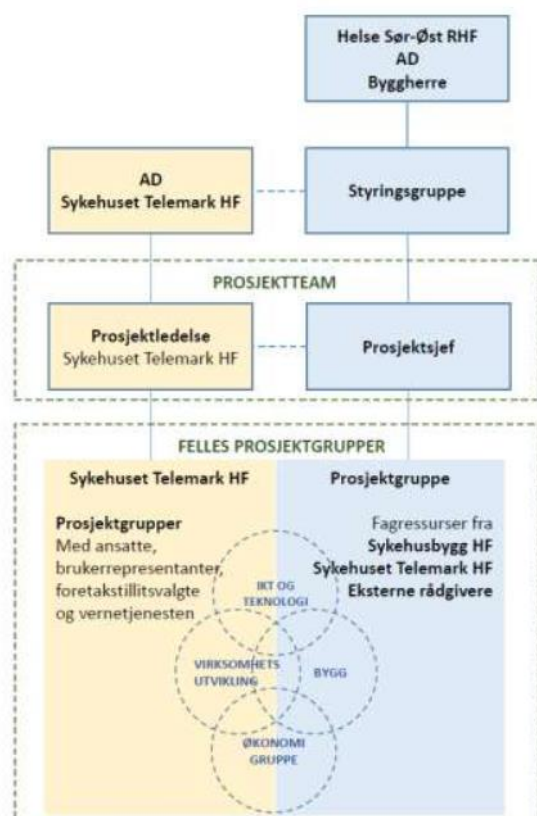 Helse Sør-Øst RHF
AD
Byggherre
AD
Sykehuset Telemark HF
Styringsgruppe
PROSJEKTTEAM
Prosjektledelse
Sykehuset Telemark HF
Prosjektsjef
FELLES PROSJEKTGRUPPER
Sykehuset Telemark HF
Prosjektgrupper
Med ansatte,
brukerrepresentanter,
foretakstillitsvalgte
og vernetjenesten
Prosjektgruppe
Fagressurser fra
Sykehusbygg HF
Sykehuset Telemark HF
Eksterne rådgivere
IKT OG
TEKNOLOGI
VIRKSOMHETS
UTVIKLING
BYGG
ØKONOMI
GRUPPE